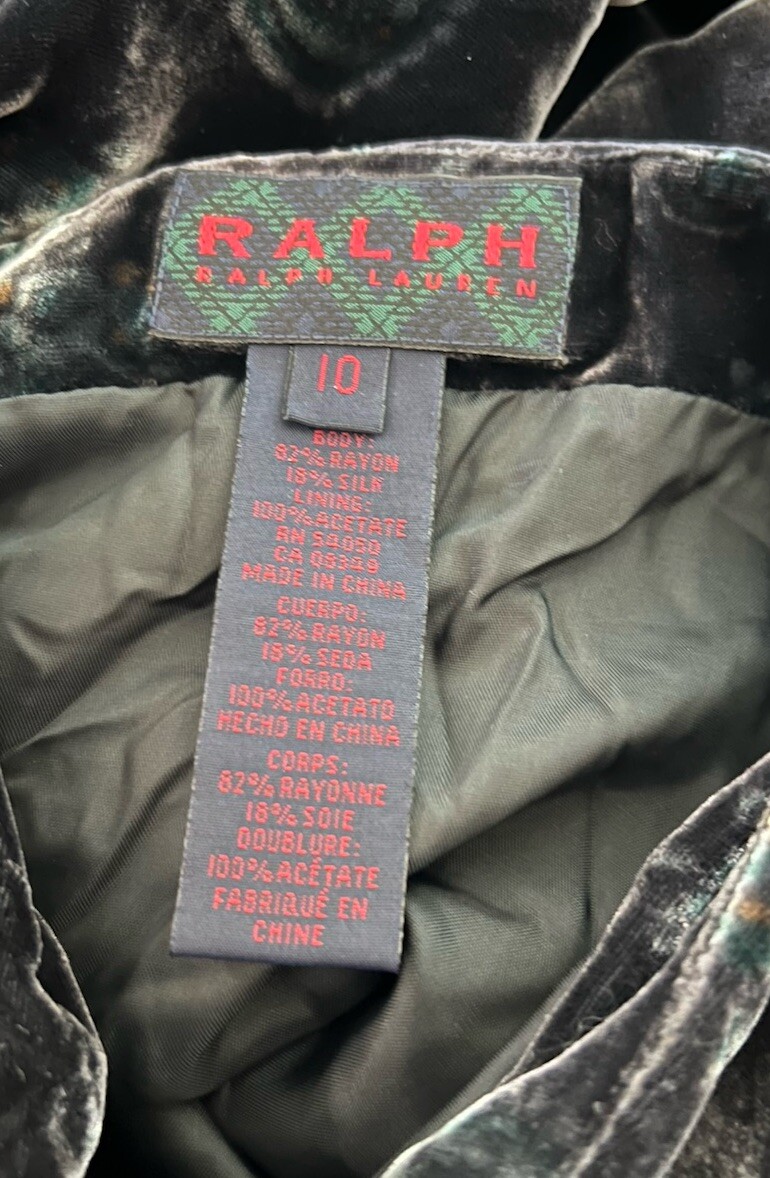 RALPH
RALPH LAUREN
10
BODY:
82% RAYON
18% SILK
LINING:
100% ACETATE
RN 54050
CA 08349
MADE IN CHINA
CUERPO:
82% RAYON
18% SEDA
FORRO:
100% ACETATO
HECHO EN CHINA
CORPS:
82% RAYONNE
18% SOIE
DOUBLURE:
100% ACÉTATE
FABRIQUÉ EN
CHINE